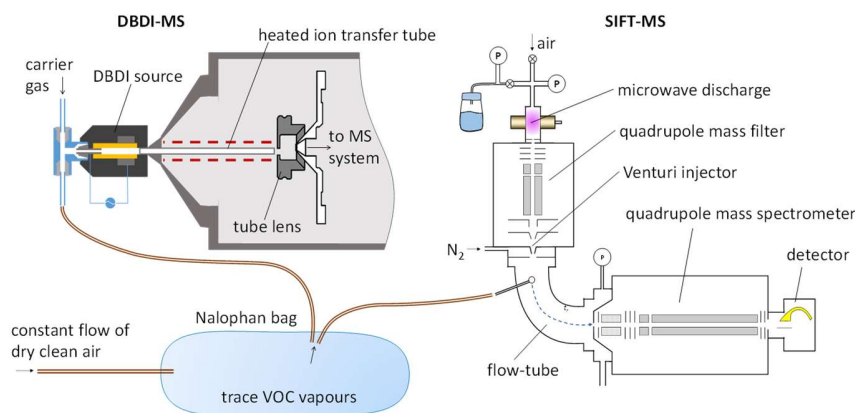 DBDI-MS
heated ion transfer tube
carrier
gas
DBDI source
to MS
system
tube lens
Nalophan bag
constant flow of
dry clean air
trace VOC vapours
SIFT-MS
air
P
P
microwave discharge
quadrupole mass filter
Venturi injector
quadrupole mass spectrometer
N₂
P
detector
flow-tube